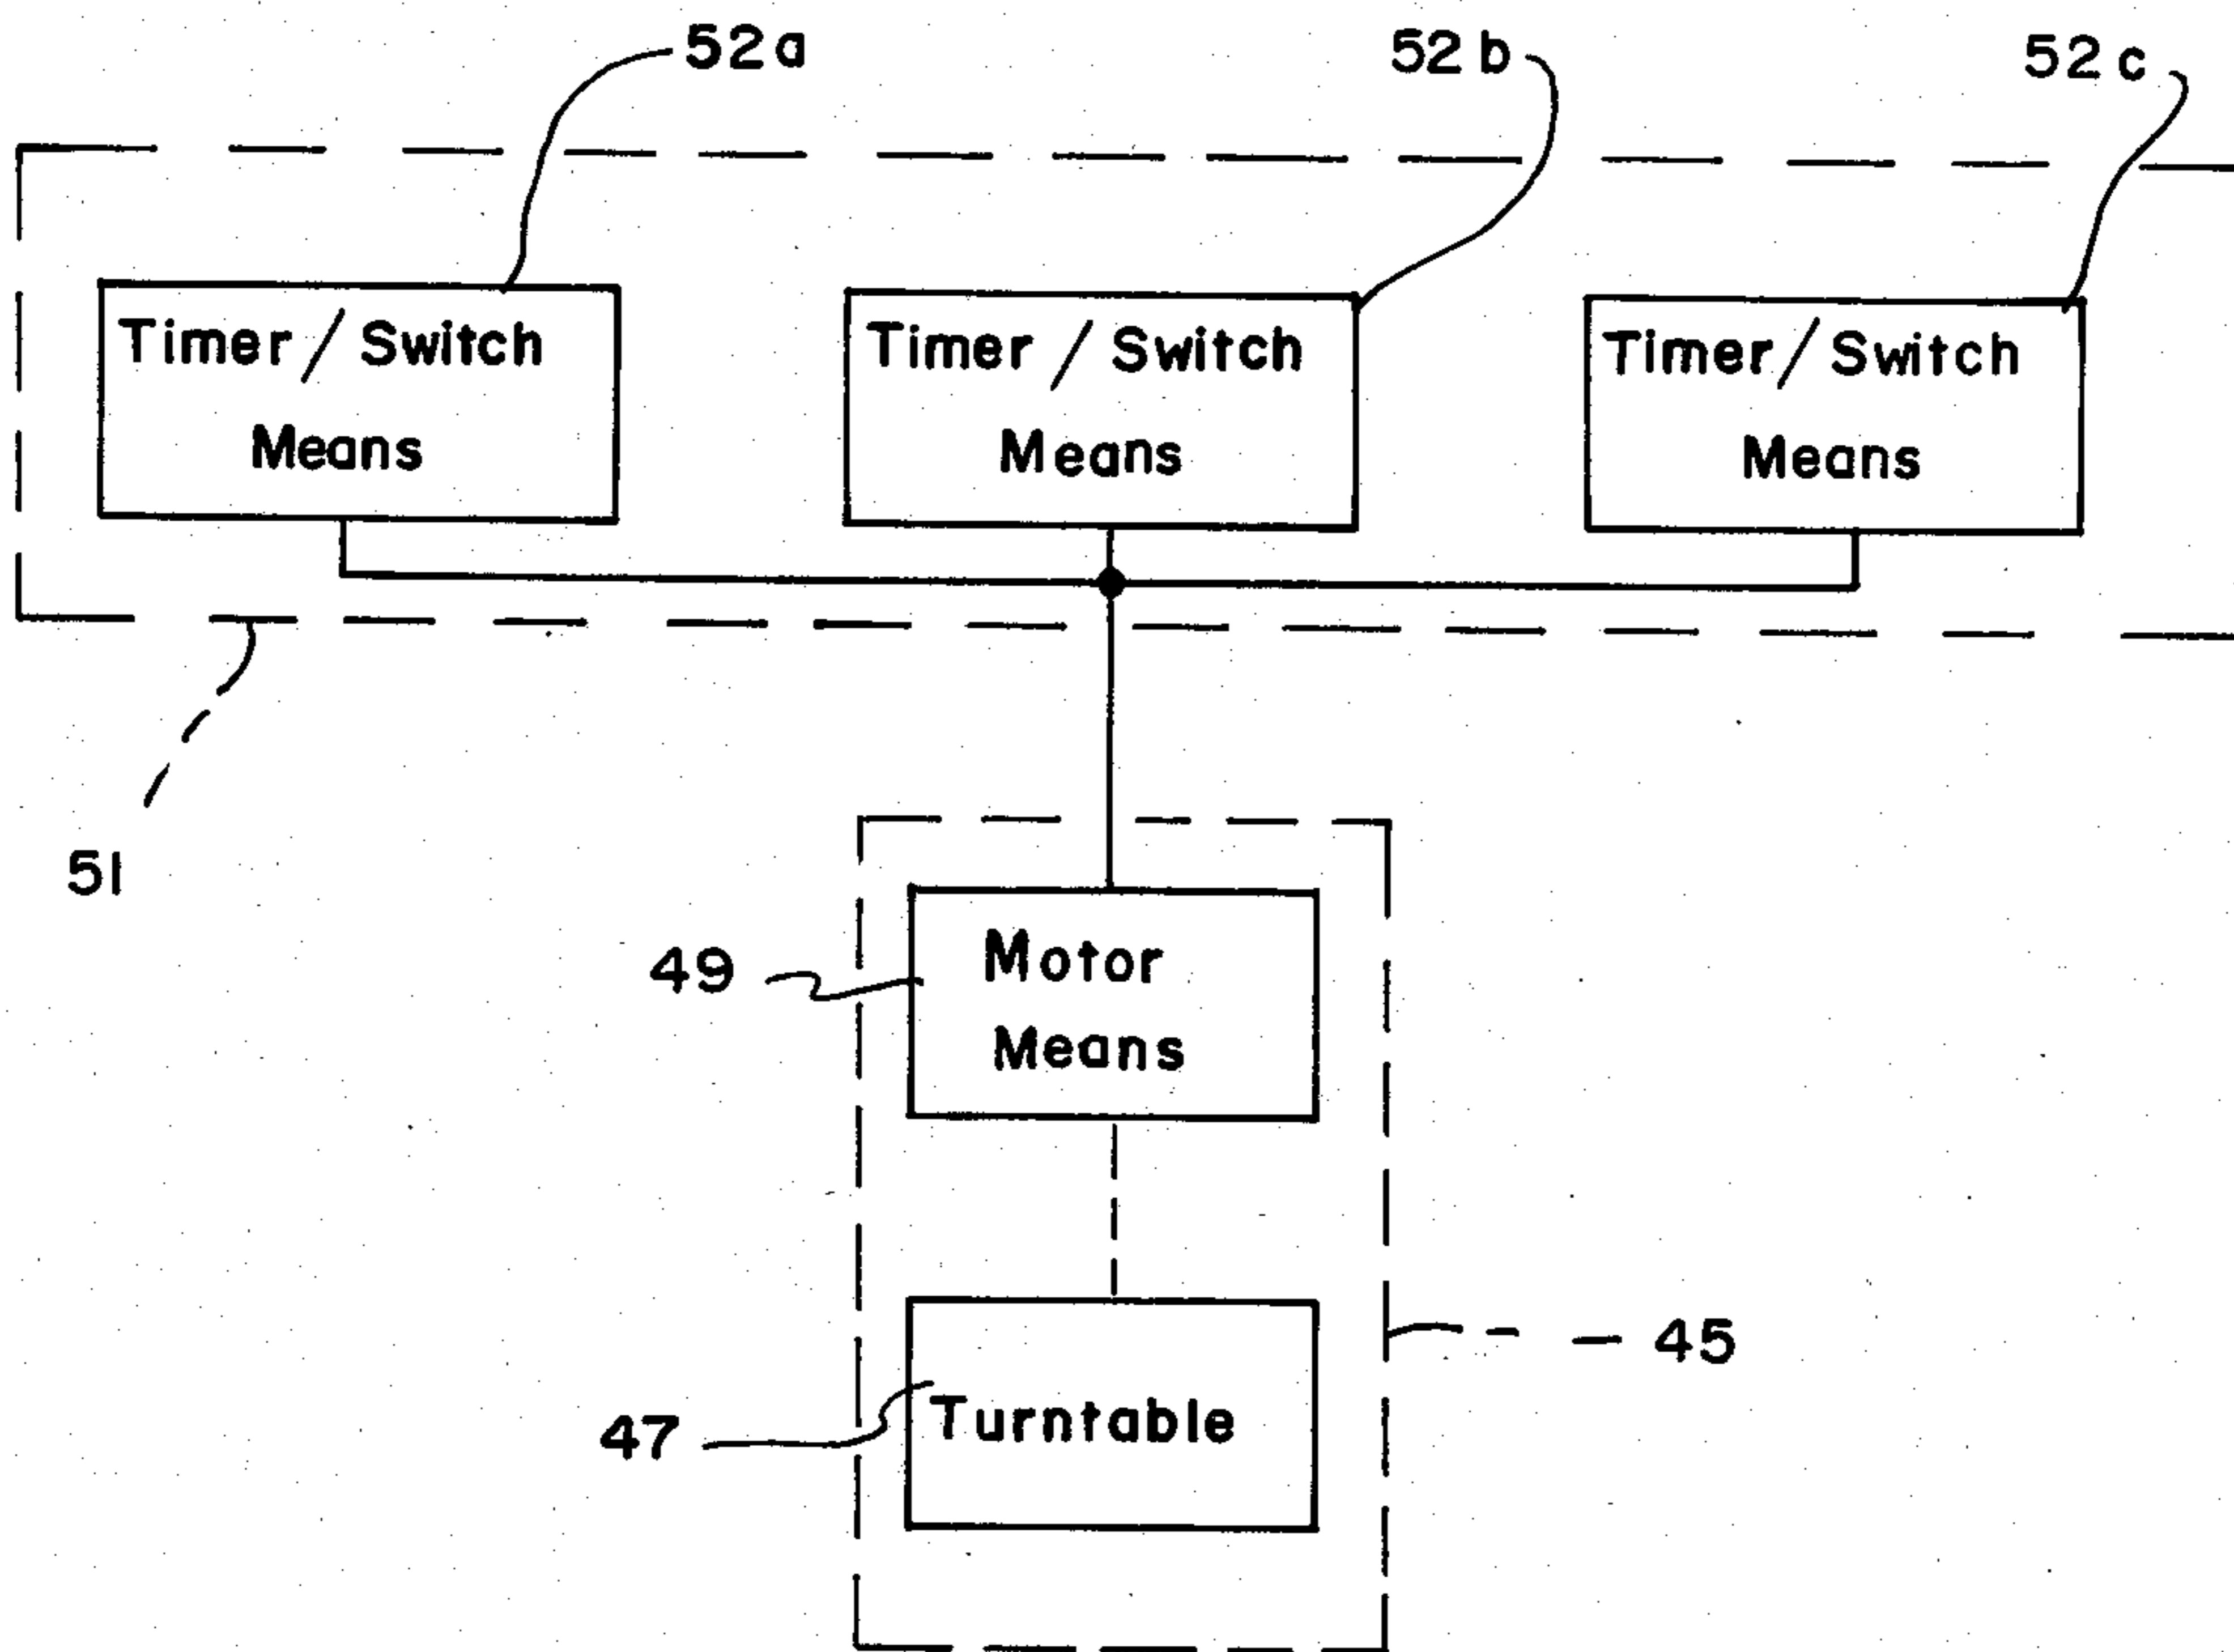 52a
52b
52c
Timer / Switch
Means
Timer / Switch
Means
Timer / Switch
Means
51
49
Motor
Means
45
47
Turntable